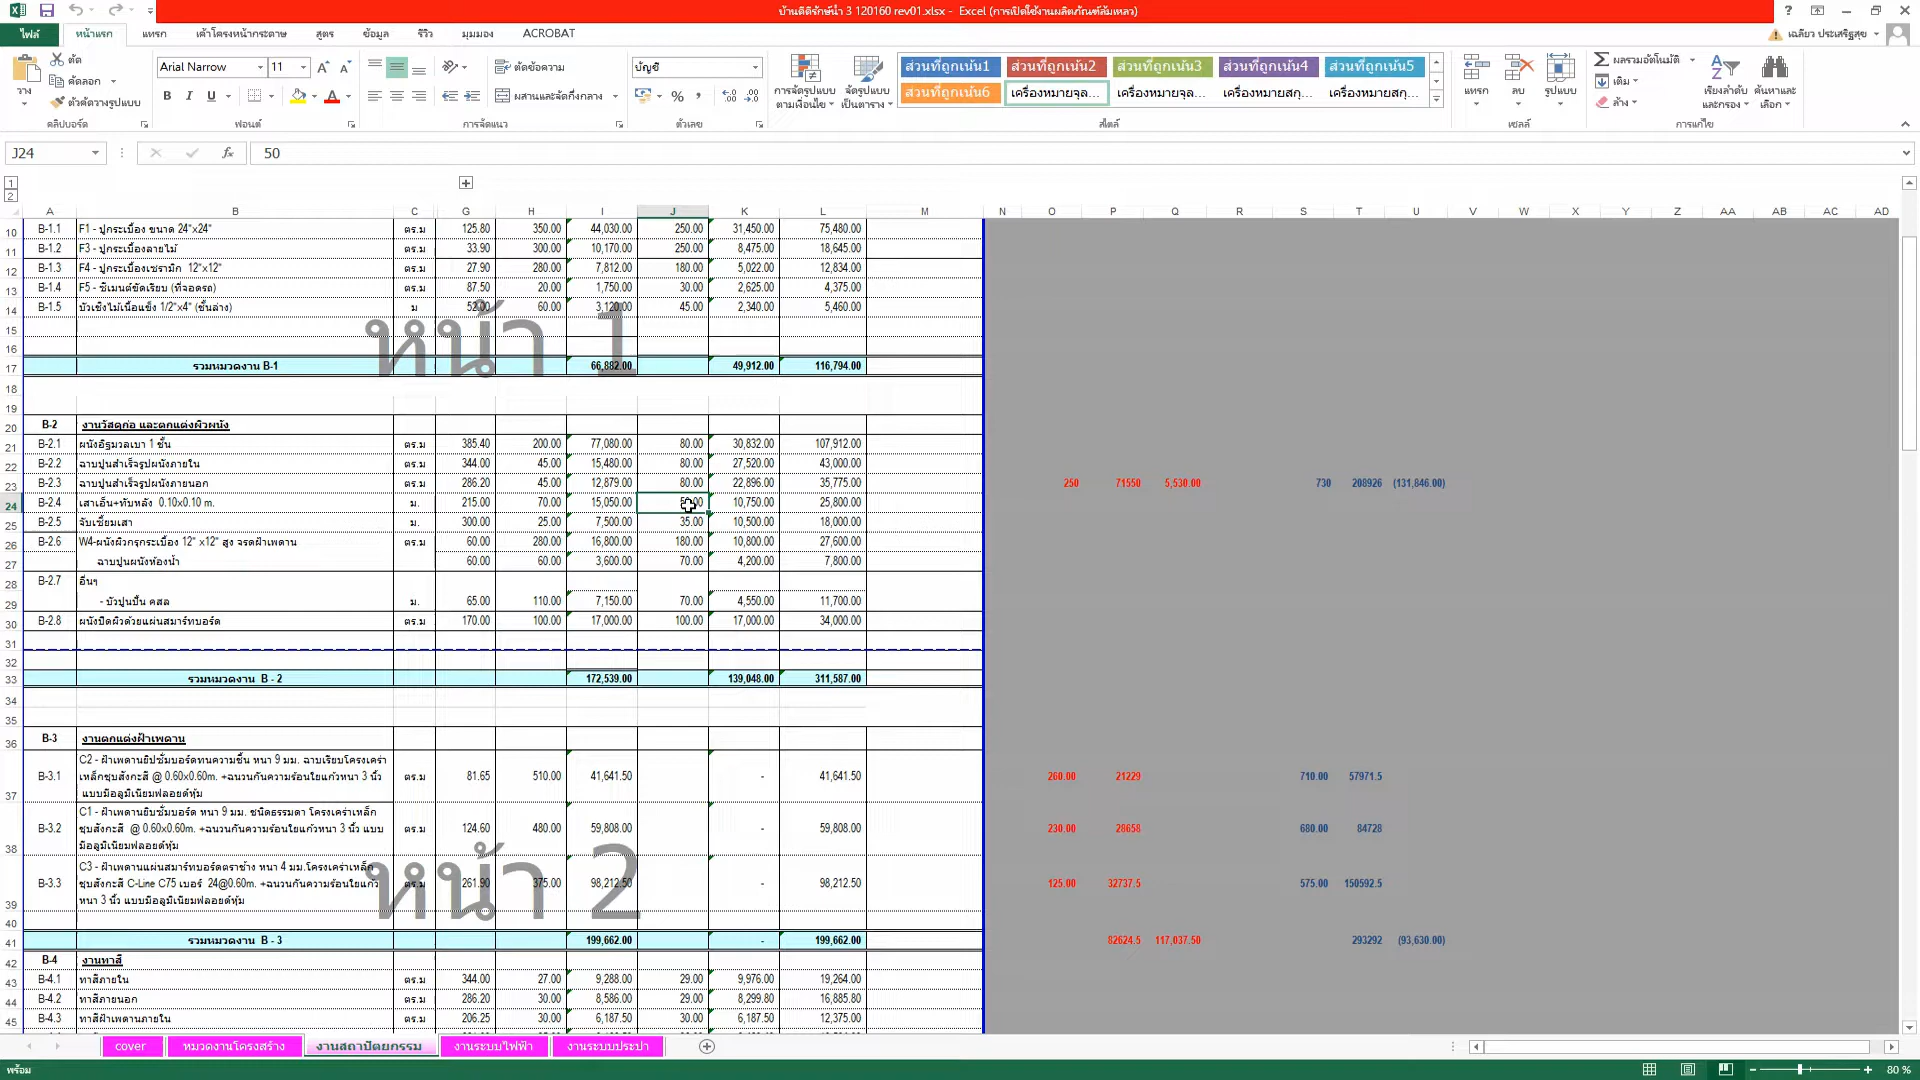 บ้านดิติรักษ์น้ำ 3 120160 rev01.xlsx - Excel (การเปิดใช้งานผลิตภัณฑ์ล้มเหลว)
ไฟล์ หน้าแรก แทรก เค้าโครงหน้ากระดาษ สูตร ข้อมูล รีวิว มุมมอง ACROBAT เฉลียว ประเสริฐสุข
ตัด
คัดลอก
ตัวคัดวางรูปแบบ
วาง
คลิปบอร์ด
Arial Narrow 11
B I U
ฟอนต์
ตัดข้อความ
ผสานและจัดกึ่งกลาง
การจัดแนว
บัญชี
ตัวเลข
การจัดรูปแบบตามเงื่อนไข
จัดรูปแบบเป็นตาราง
ส่วนที่ถูกเน้น1 ส่วนที่ถูกเน้น2 ส่วนที่ถูกเน้น3 ส่วนที่ถูกเน้น4 ส่วนที่ถูกเน้น5
ส่วนที่ถูกเน้น6 เครื่องหมายจุล... เครื่องหมายจุล... เครื่องหมายสกุ... เครื่องหมายสกุ...
สไตล์
แทรก ลบ รูปแบบ
เซลล์
ผลรวมอัตโนมัติ
เติม
ล้าง
เรียงลำดับและกรอง
ค้นหาและเลือก
การแก้ไข
J24 fx 50
1
2
A B C G H I J K L M N O P Q R S T U V W X Y Z AA AB AC AD
10 B-1.1 F1 - ปูกระเบื้อง ขนาด 24"x24" ตร.ม 125.80 350.00 44,030.00 250.00 31,450.00 75,480.00
11 B-1.2 F3 - ปูกระเบื้องลายไม้ ตร.ม 33.90 300.00 10,170.00 250.00 8,475.00 18,645.00
12 B-1.3 F4 - ปูกระเบื้องเซรามิก 12"x12" ตร.ม 27.90 280.00 7,812.00 180.00 5,022.00 12,834.00
13 B-1.4 F5 - ซีเมนต์ขัดเรียบ (ที่จอดรถ) ตร.ม 87.50 20.00 1,750.00 30.00 2,625.00 4,375.00
14 B-1.5 บัวเชิงไม้เนื้อแข็ง 1/2"x4" (ชั้นล่าง) ม 52.00 60.00 3,120.00 45.00 2,340.00 5,460.00
15
หน้า 1
16
17 รวมหมวดงาน B-1 66,882.00 49,912.00 116,794.00
18
19
20 B-2 งานวัสดุก่อ และตกแต่งผิวผนัง
21 B-2.1 ผนังอิฐมวลเบา 1 ชั้น ตร.ม 385.40 200.00 77,080.00 80.00 30,832.00 107,912.00
22 B-2.2 ฉาบปูนสำเร็จรูปผนังภายใน ตร.ม 344.00 45.00 15,480.00 80.00 27,520.00 43,000.00
23 B-2.3 ฉาบปูนสำเร็จรูปผนังภายนอก ตร.ม 286.20 45.00 12,879.00 80.00 22,896.00 35,775.00 250 71550 5,530.00 730 208926 (131,846.00)
24 B-2.4 เสาเอ็น+ทับหลัง 0.10x0.10 m. ม. 215.00 70.00 15,050.00 10,750.00 25,800.00
25 B-2.5 จับเซี้ยมเสา ม. 300.00 25.00 7,500.00 35.00 10,500.00 18,000.00
26 B-2.6 W4-ผนังผิวกรุกระเบื้อง 12" x12" สูง จรดฝ้าเพดาน ตร.ม 60.00 280.00 16,800.00 180.00 10,800.00 27,600.00
27 ฉาบปูนผนังห้องน้ำ 60.00 60.00 3,600.00 70.00 4,200.00 7,800.00
28 B-2.7 อื่นๆ
29 - บัวปูนปั้น คสล ม. 65.00 110.00 7,150.00 70.00 4,550.00 11,700.00
30 B-2.8 ผนังปิดผิวด้วยแผ่นสมาร์ทบอร์ด ตร.ม 170.00 100.00 17,000.00 100.00 17,000.00 34,000.00
31
32
33 รวมหมวดงาน B - 2 172,539.00 139,048.00 311,587.00
34
35
36 B-3 งานตกแต่งฝ้าเพดาน
C2 - ฝ้าเพดานยิปซั่มบอร์ดทนความชื้น หนา 9 มม. ฉาบเรียบโครงเคร่า
37 B-3.1 เหล็กชุบสังกะสี @ 0.60x0.60m. +ฉนวนกันความร้อนใยแก้วหนา 3 นิ้ว ตร.ม 81.65 510.00 41,641.50 - 41,641.50 260.00 21229 710.00 57971.5
แบบมีอลูมิเนียมฟลอยด์หุ้ม
C1 - ฝ้าเพดานยิบซั่มบอร์ด หนา 9 มม. ชนิดธรรมดา โครงเคร่าเหล็ก
38 B-3.2 ชุบสังกะสี @ 0.60x0.60m. +ฉนวนกันความร้อนใยแก้วหนา 3 นิ้ว แบบ ตร.ม 124.60 480.00 59,808.00 - 59,808.00 230.00 28658 680.00 84728
มีอลูมิเนียมฟลอยด์หุ้ม
C3 - ฝ้าเพดานแผ่นสมาร์ทบอร์ดตราช้าง หนา 4 มม.โครงเคร่าเหล็ก
39 B-3.3 ชุบสังกะสี C-Line C75 เบอร์ 24@0.60m. +ฉนวนกันความร้อนใยแก้ว ตร.ม 261.90 375.00 98,212.50 - 98,212.50 125.00 32737.5 575.00 150592.5
หนา 3 นิ้ว แบบมีอลูมิเนียมฟลอยด์หุ้ม
หน้า 2
40
41 รวมหมวดงาน B - 3 199,662.00 - 199,662.00 82624.5 117,037.50 293292 (93,630.00)
42 B-4 งานทาสี
43 B-4.1 ทาสีภายใน ตร.ม 344.00 27.00 9,288.00 29.00 9,976.00 19,264.00
44 B-4.2 ทาสีภายนอก ตร.ม 286.20 30.00 8,586.00 29.00 8,299.80 16,885.80
45 B-4.3 ทาสีฝ้าเพดานภายใน ตร.ม 206.25 30.00 6,187.50 30.00 6,187.50 12,375.00
cover หมวดงานโครงสร้าง งานสถาปัตยกรรม งานระบบไฟฟ้า งานระบบประปา
พร้อม 80 %